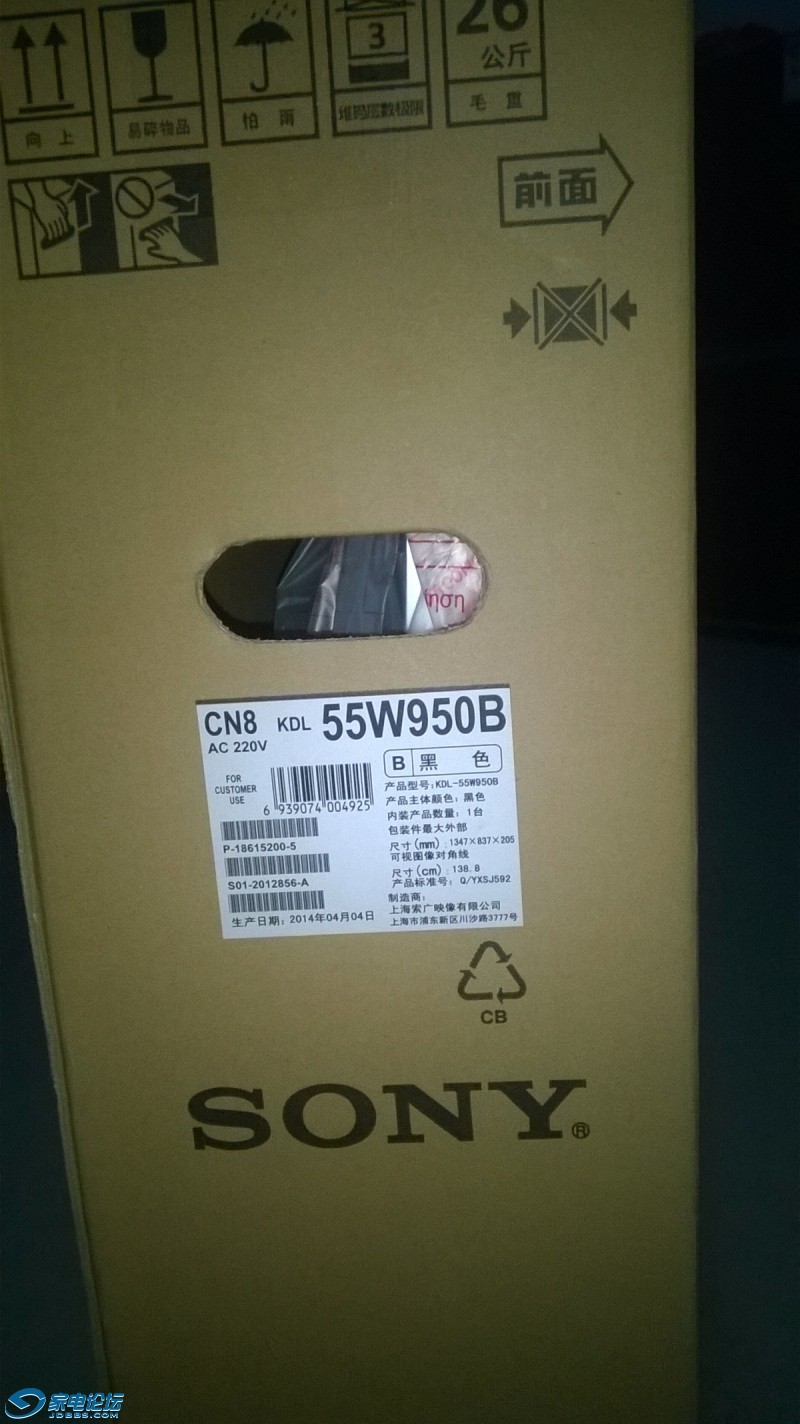 26
公斤
3
向上
易碎物品
怕雨
堆码层数极限
毛重
前面
ηση
CN8 KDL 55W950B
AC 220V
B 黑色
FOR
CUSTOMER
USE
6 939074 004925
P-18615200-5
S01-2012856-A
生产日期: 2014年04月04日
产品型号: KDL-55W950B
产品主体颜色: 黑色
内装产品数量: 1台
包装件最大外部
尺寸(mm): 1347×837×205
可视图像对角线
尺寸(cm): 138.8
产品标准号: Q/YXSJ592
制造商:
上海索广映像有限公司
上海市浦东新区川沙路3777号
CB
SONY®
家电论坛
JDBBS.COM